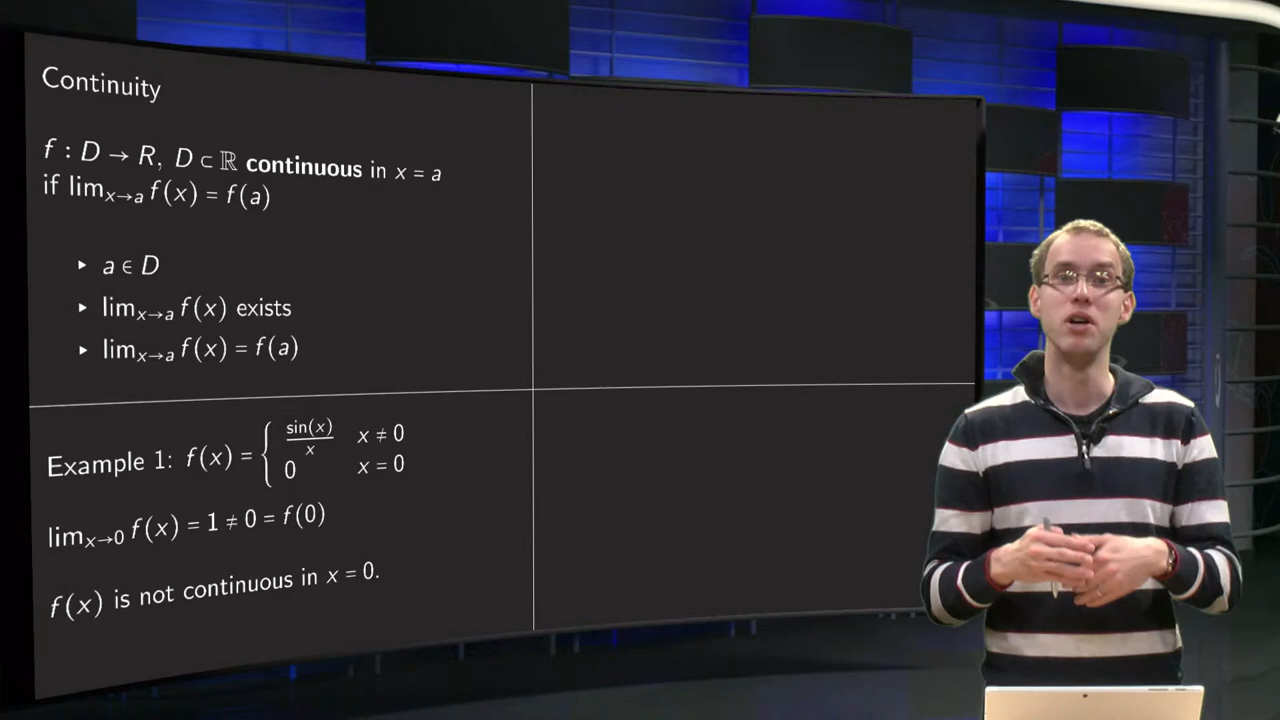 Continuity
f : D → R, D ⊂ ℝ continuous in x = a
if lim_{x→a} f(x) = f(a)
▸ a ∈ D
▸ lim_{x→a} f(x) exists
▸ lim_{x→a} f(x) = f(a)
Example 1: f(x) = { sin(x)/x x ≠ 0
0 x = 0
lim_{x→0} f(x) = 1 ≠ 0 = f(0)
f(x) is not continuous in x = 0.